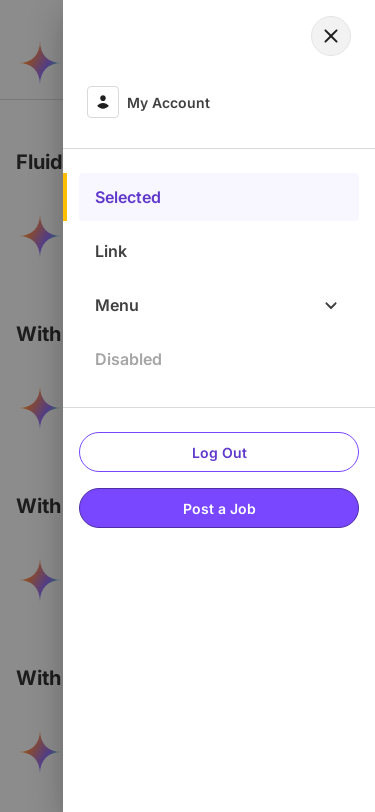 My Account
Fluid
Selected
Link
With
Menu
Disabled
Log Out
With
Post a Job
With